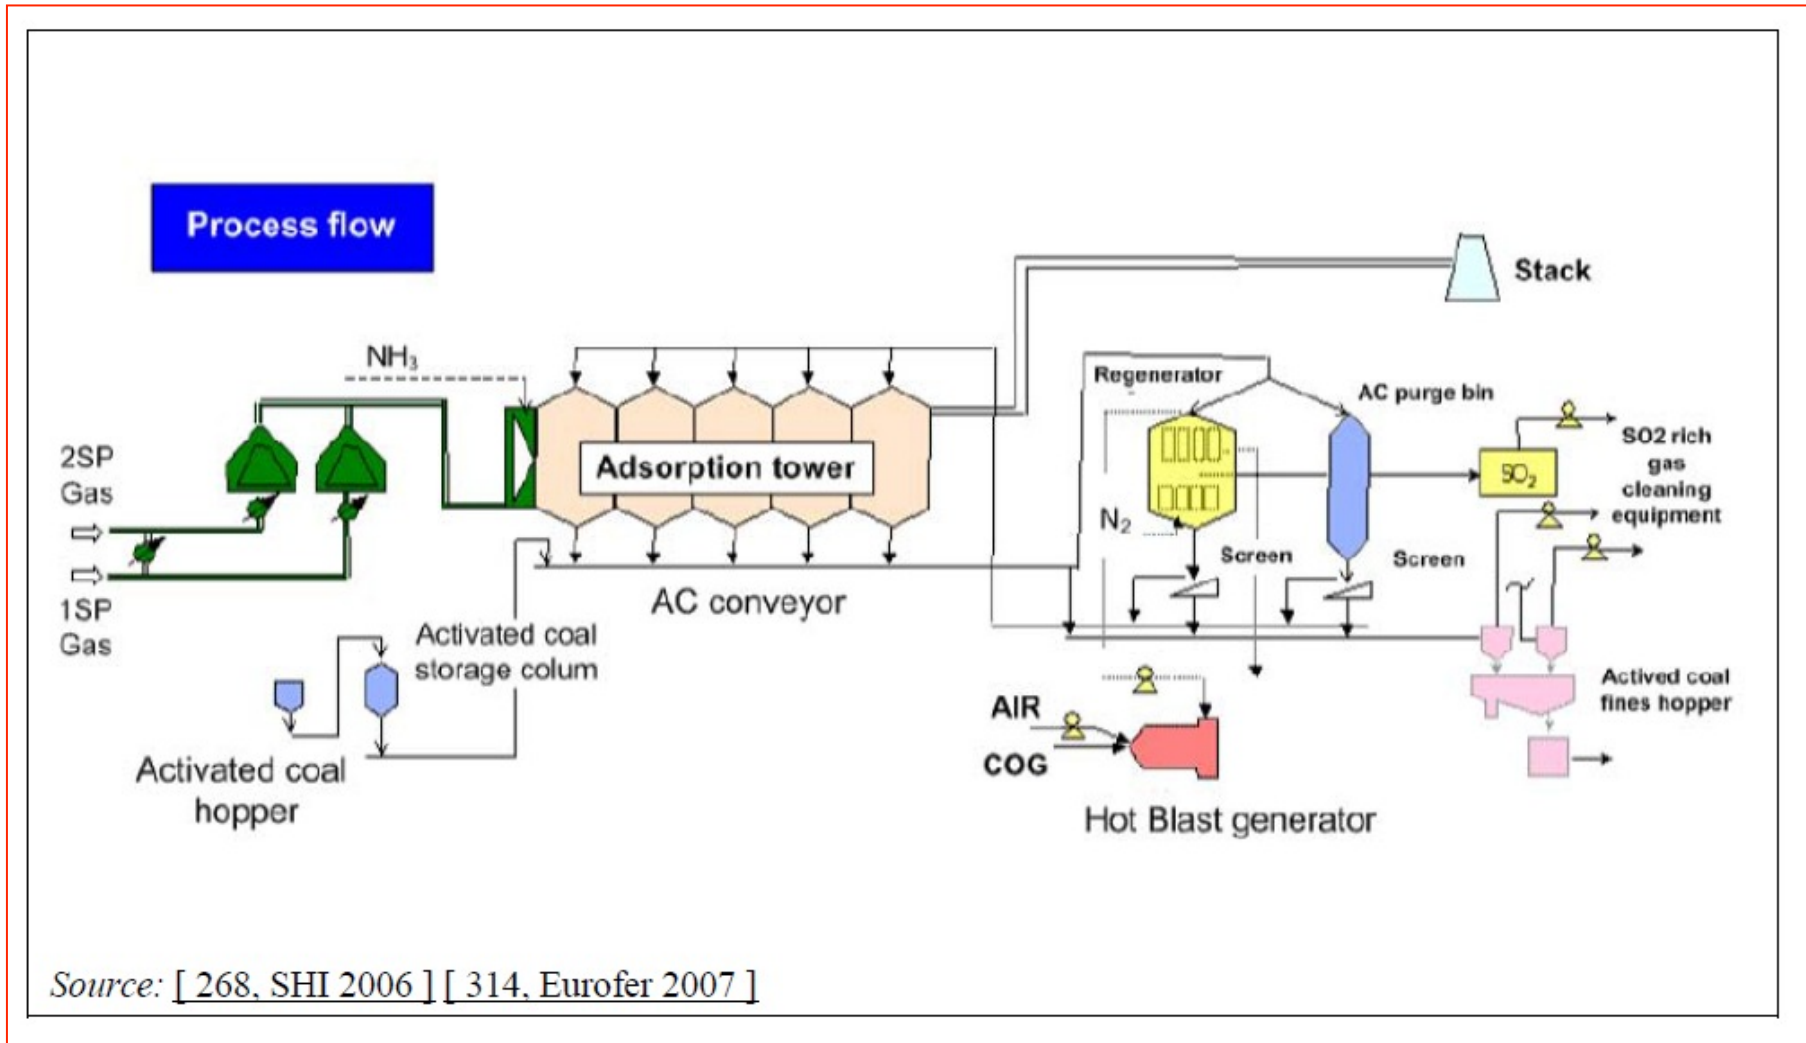 Process flow
Stack
NH3
Regenerator
AC purge bin
2SP
Gas
Adsorption tower
SO2
SO2 rich
gas
cleaning
equipment
N2
Screen
Screen
1SP
Gas
AC conveyor
Activated coal
storage colum
Actived coal
fines hopper
AIR
COG
Activated coal
hopper
Hot Blast generator
Source: [ 268, SHI 2006 ] [ 314, Eurofer 2007 ]